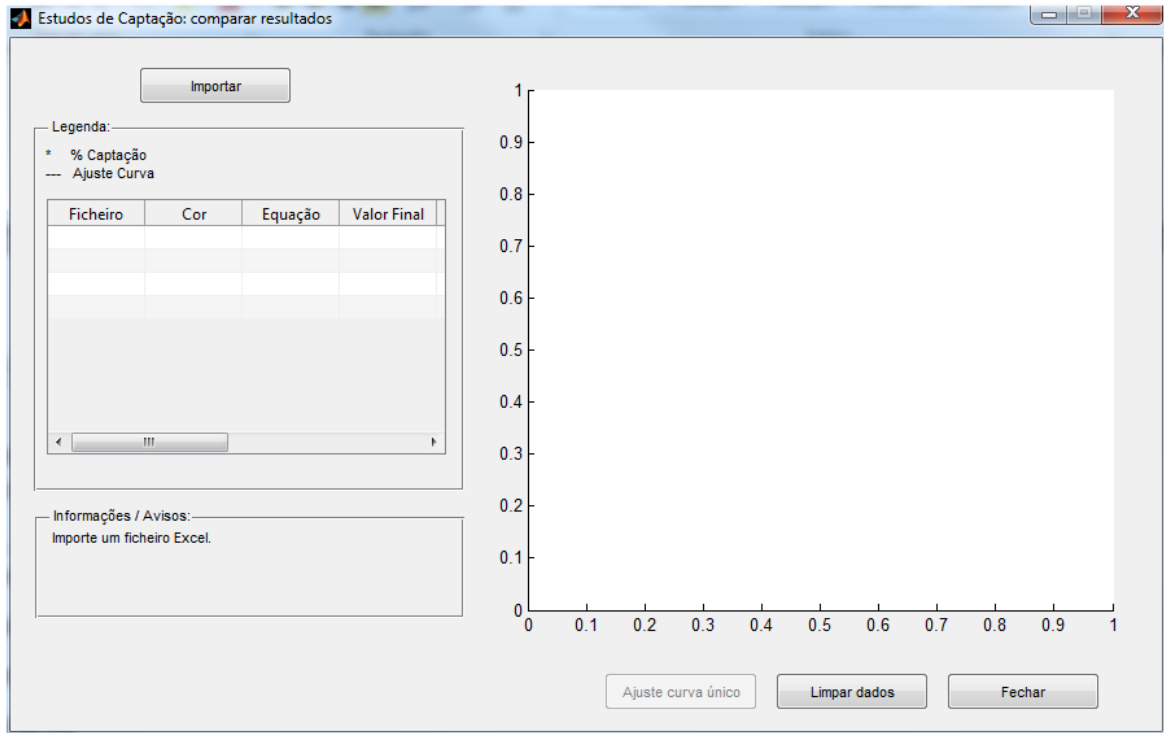 Estudos de Captação: comparar resultados
Importar
Legenda:
* % Captação
--- Ajuste Curva
Ficheiro Cor Equação Valor Final
Informações / Avisos:
Importe um ficheiro Excel.
1
0.9
0.8
0.7
0.6
0.5
0.4
0.3
0.2
0.1
0
0 0.1 0.2 0.3 0.4 0.5 0.6 0.7 0.8 0.9 1
Ajuste curva único Limpar dados Fechar